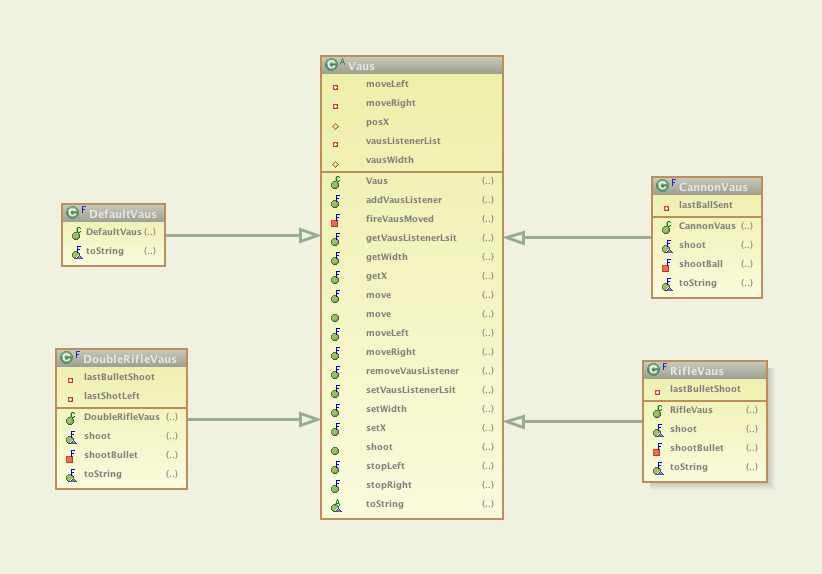 C A Vaus
moveLeft
moveRight
posX
vausListenerList
vausWidth
Vaus (..)
addVausListener (..)
F fireVausMoved (..)
F getVausListenerLsit (..)
F getWidth (..)
F getX (..)
F move (..)
move (..)
F moveLeft (..)
F moveRight (..)
F removeVausListener (..)
F setVausListenerLsit (..)
F setWidth (..)
F setX (..)
shoot (..)
F stopLeft (..)
F stopRight (..)
A toString (..)
C F DefaultVaus
C DefaultVaus (..)
F toString (..)
C F DoubleRifleVaus
lastBulletShoot
lastShotLeft
C DoubleRifleVaus (..)
F shoot (..)
F shootBullet (..)
F toString (..)
C F CannonVaus
lastBallSent
C CannonVaus (..)
F shoot (..)
F shootBall (..)
F toString (..)
C F RifleVaus
lastBulletShoot
C RifleVaus (..)
F shoot (..)
F shootBullet (..)
F toString (..)